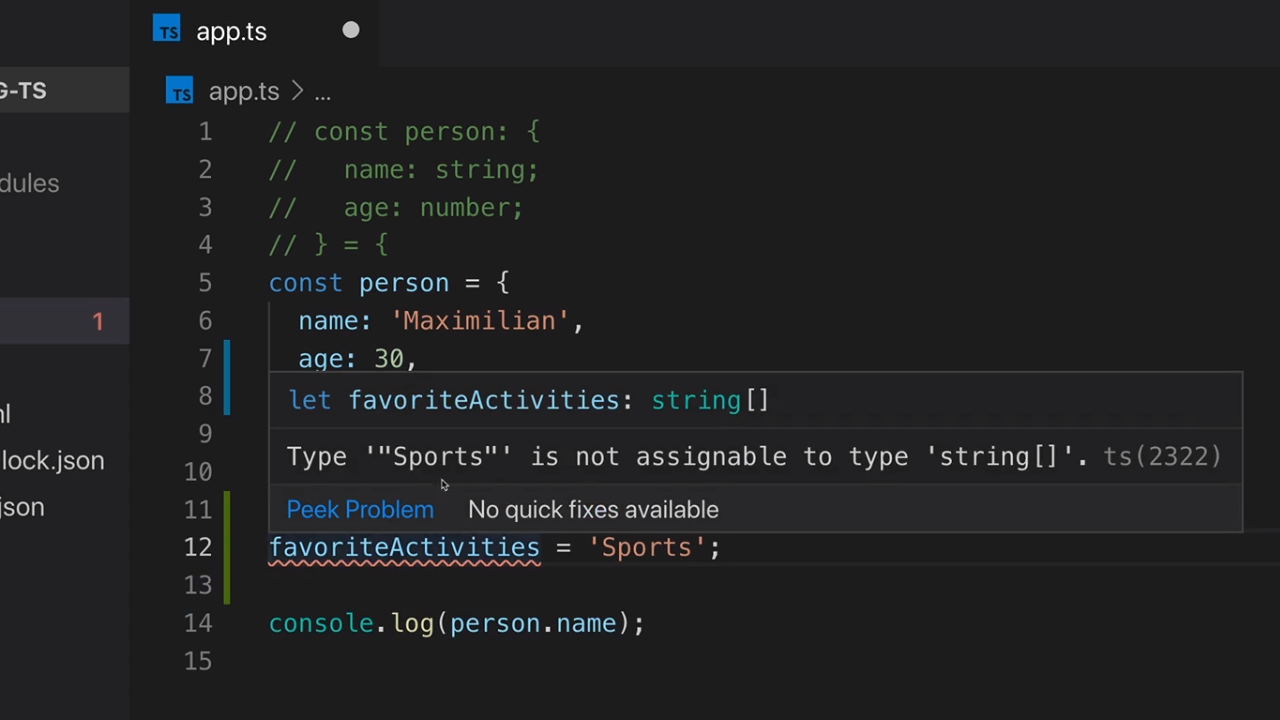 TS app.ts
G-TS
TS app.ts > ...
1 // const person: {
dules
2 //   name: string;
3 //   age: number;
4 // } = {
5 const person = {
1
6   name: 'Maximilian',
7   age: 30,
8 let favoriteActivities: string[]
9
10 Type '"Sports"' is not assignable to type 'string[]'. ts(2322)
11 Peek Problem No quick fixes available
12 favoriteActivities = 'Sports';
13
14 console.log(person.name);
15
nl
lock.json
json